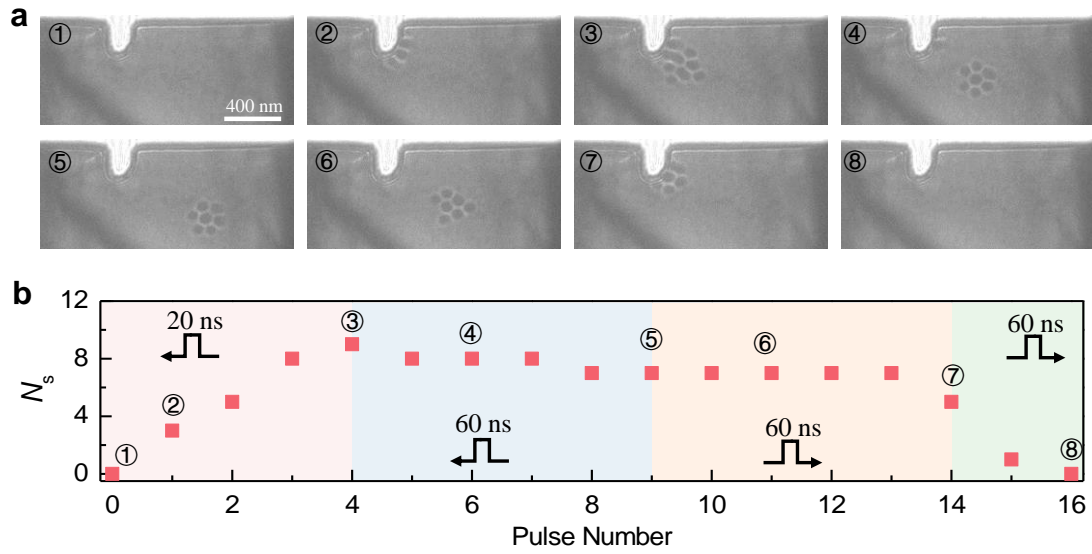 a
① ② ③ ④
400 nm
⑤ ⑥ ⑦ ⑧
b
12
8
4
0
Nₛ
20 ns
60 ns
60 ns
60 ns
① ② ③ ④ ⑤ ⑥ ⑦ ⑧
0 2 4 6 8 10 12 14 16
Pulse Number